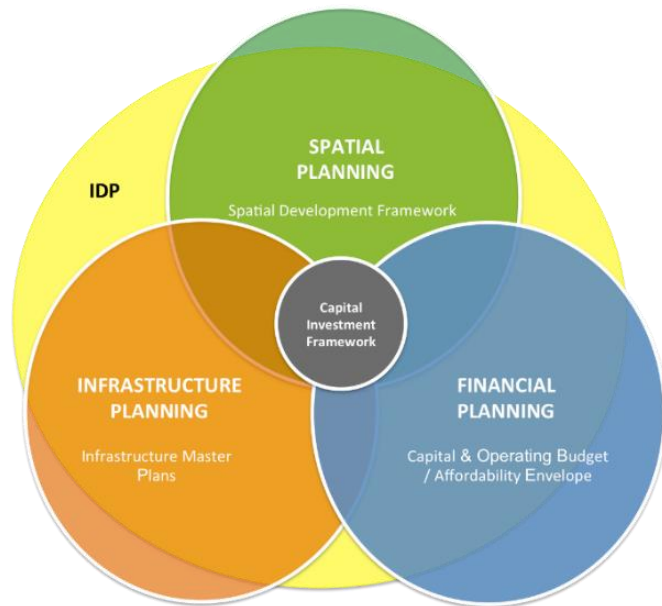 SPATIAL
PLANNING
IDP
Spatial Development Framework
Capital
Investment
Framework
INFRASTRUCTURE
PLANNING
Infrastructure Master
Plans
FINANCIAL
PLANNING
Capital & Operating Budget
/ Affordability Envelope